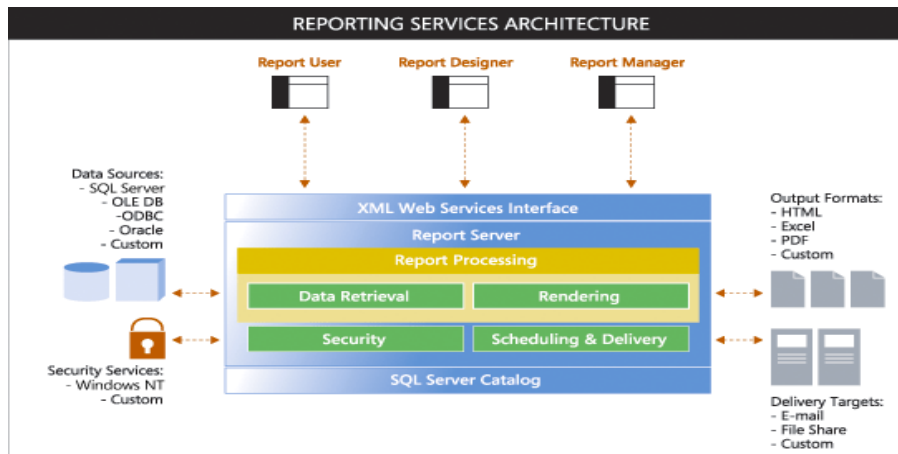 REPORTING SERVICES ARCHITECTURE
Report User
Report Designer
Report Manager
Data Sources:
- SQL Server
- OLE DB
-ODBC
- Oracle
- Custom
XML Web Services Interface
Report Server
Report Processing
Data Retrieval
Rendering
Security
Scheduling & Delivery
SQL Server Catalog
Output Formats:
- HTML
- Excel
- PDF
- Custom
Security Services:
- Windows NT
- Custom
Delivery Targets:
- E-mail
- File Share
- Custom